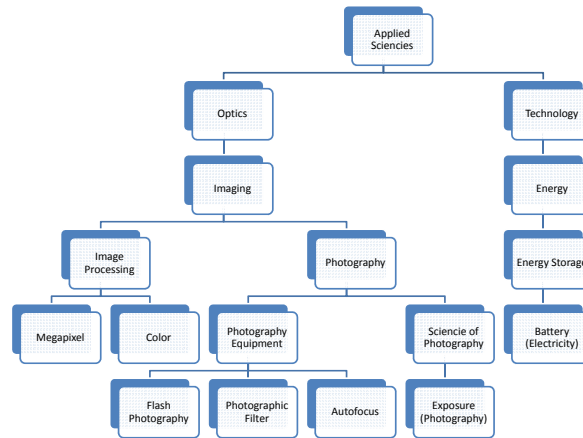 Applied
Sciencies
Optics
Technology
Imaging
Energy
Image
Processing
Photography
Energy Storage
Megapixel
Color
Photography
Equipment
Sciencie of
Photography
Battery
(Electricity)
Flash
Photography
Photographic
Filter
Autofocus
Exposure
(Photography)